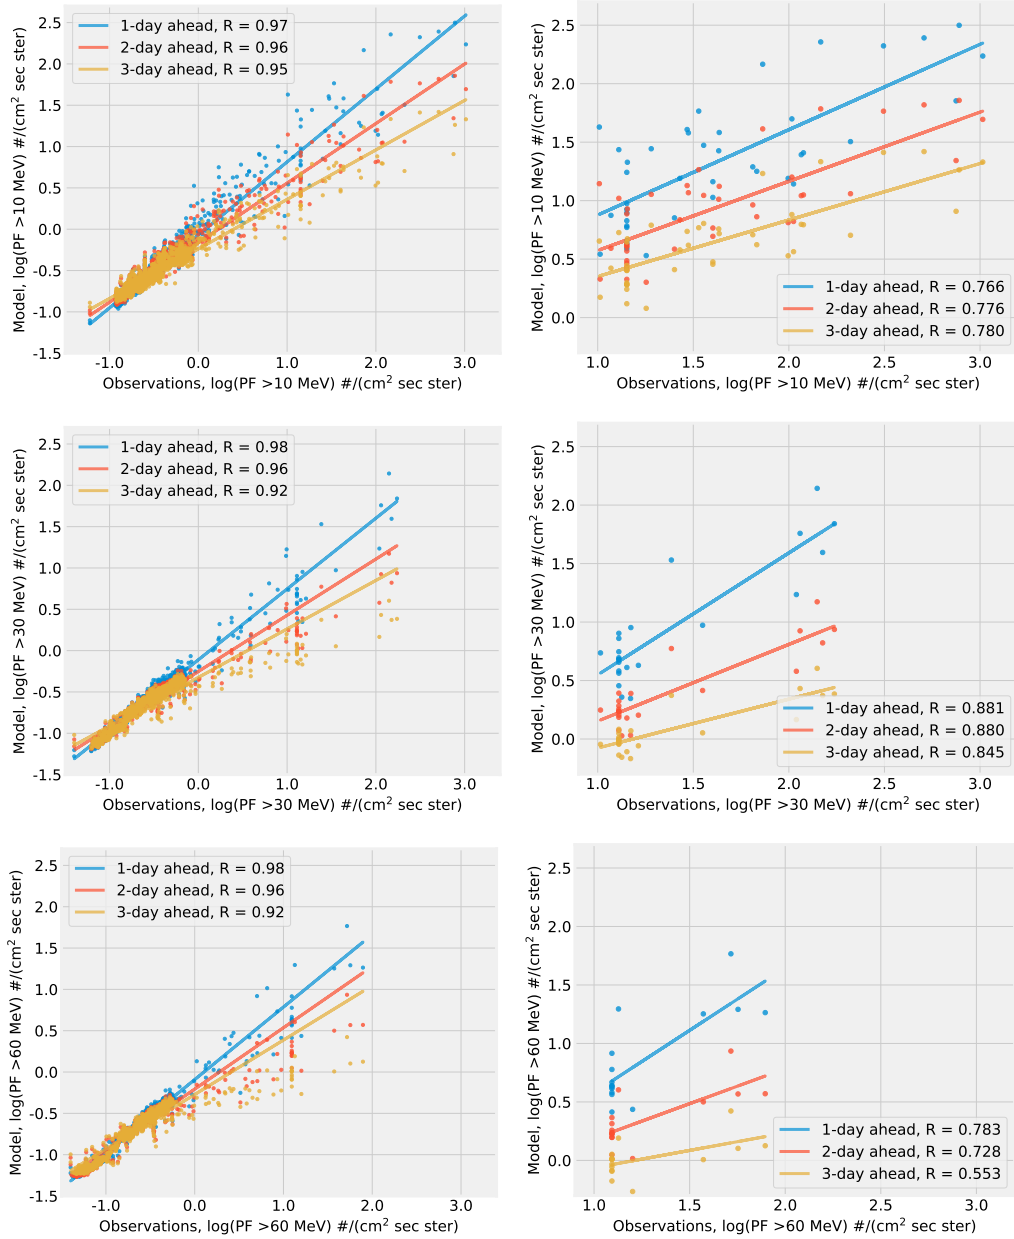 1-day ahead, R = 0.97
2-day ahead, R = 0.96
3-day ahead, R = 0.95
Model, log(PF >10 MeV) #/(cm² sec ster)
2.5
2.0
1.5
1.0
0.5
0.0
-0.5
-1.0
-1.5
-1.0 0.0 1.0 2.0 3.0
Observations, log(PF >10 MeV) #/(cm² sec ster)
Model, log(PF >10 MeV) #/(cm² sec ster)
2.5
2.0
1.5
1.0
0.5
0.0
1-day ahead, R = 0.766
2-day ahead, R = 0.776
3-day ahead, R = 0.780
1.0 1.5 2.0 2.5 3.0
Observations, log(PF >10 MeV) #/(cm² sec ster)
1-day ahead, R = 0.98
2-day ahead, R = 0.96
3-day ahead, R = 0.92
Model, log(PF >30 MeV) #/(cm² sec ster)
2.5
2.0
1.5
1.0
0.5
0.0
-0.5
-1.0
-1.5
-1.0 0.0 1.0 2.0 3.0
Observations, log(PF >30 MeV) #/(cm² sec ster)
Model, log(PF >30 MeV) #/(cm² sec ster)
2.5
2.0
1.5
1.0
0.5
0.0
1-day ahead, R = 0.881
2-day ahead, R = 0.880
3-day ahead, R = 0.845
1.0 1.5 2.0 2.5 3.0
Observations, log(PF >30 MeV) #/(cm² sec ster)
1-day ahead, R = 0.98
2-day ahead, R = 0.96
3-day ahead, R = 0.92
Model, log(PF >60 MeV) #/(cm² sec ster)
2.5
2.0
1.5
1.0
0.5
0.0
-0.5
-1.0
-1.5
-1.0 0.0 1.0 2.0 3.0
Observations, log(PF >60 MeV) #/(cm² sec ster)
Model, log(PF >60 MeV) #/(cm² sec ster)
2.5
2.0
1.5
1.0
0.5
0.0
1-day ahead, R = 0.783
2-day ahead, R = 0.728
3-day ahead, R = 0.553
1.0 1.5 2.0 2.5 3.0
Observations, log(PF >60 MeV) #/(cm² sec ster)